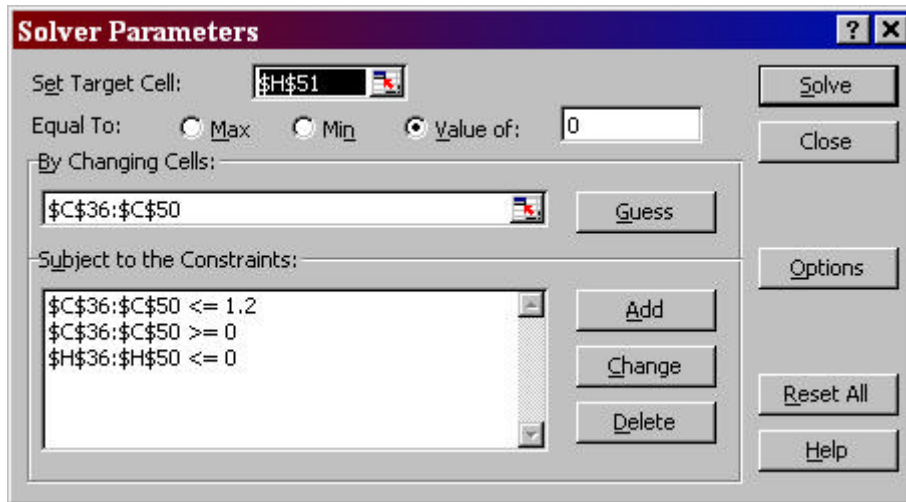 Solver Parameters
? X
Set Target Cell: $H$51
Solve
Equal To: Max Min Value of: 0
Close
By Changing Cells:
$C$36:$C$50
Guess
Subject to the Constraints:
Options
$C$36:$C$50 <= 1.2
$C$36:$C$50 >= 0
$H$36:$H$50 <= 0
Add
Change
Reset All
Delete
Help